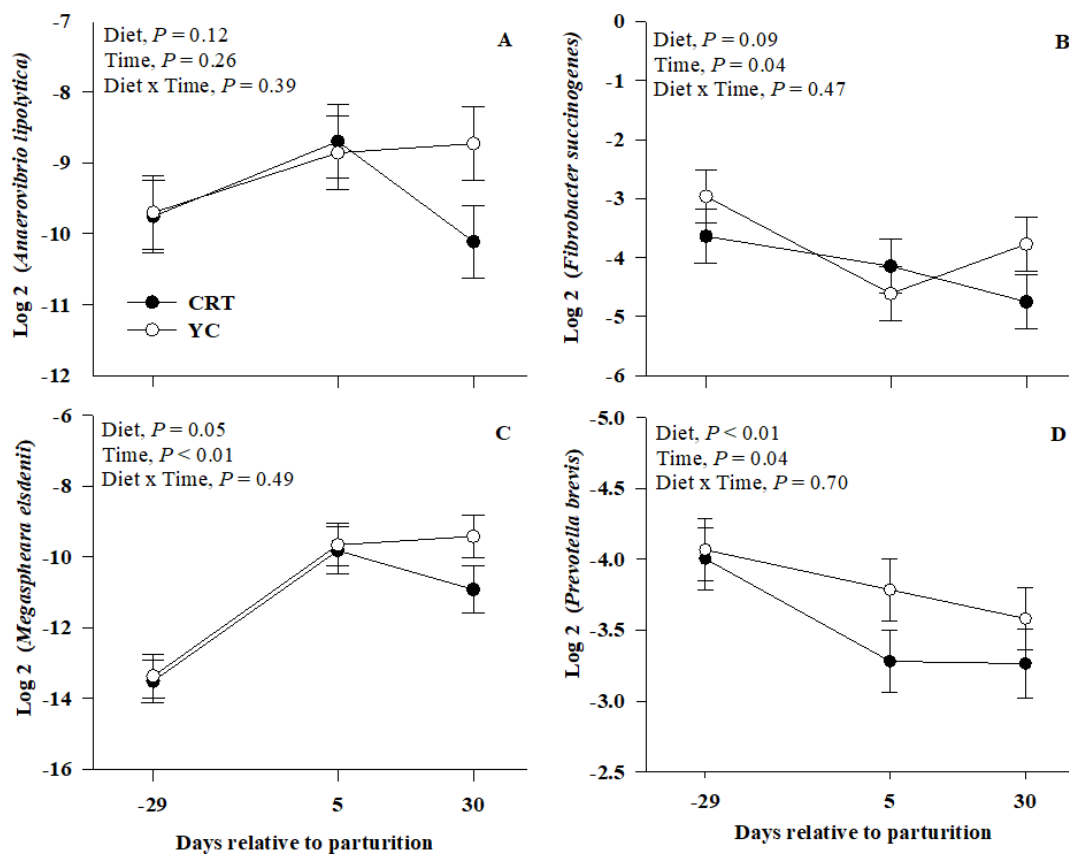 -7
Diet, P = 0.12
Time, P = 0.26
Diet x Time, P = 0.39
A
-8
-9
-10
-11
-12
Log 2 (Anaerovibrio lipolytica)
CRT
YC
0
Diet, P = 0.09
Time, P = 0.04
Diet x Time, P = 0.47
B
-1
-2
-3
-4
-5
-6
Log 2 (Fibrobacter succinogenes)
-6
Diet, P = 0.05
Time, P < 0.01
Diet x Time, P = 0.49
C
-8
-10
-12
-14
-16
Log 2 (Megaspheara elsdenii)
-29 5 30
Days relative to parturition
-5.0
Diet, P < 0.01
Time, P = 0.04
Diet x Time, P = 0.70
D
-4.5
-4.0
-3.5
-3.0
-2.5
Log 2 (Prevotella brevis)
-29 5 30
Days relative to parturition